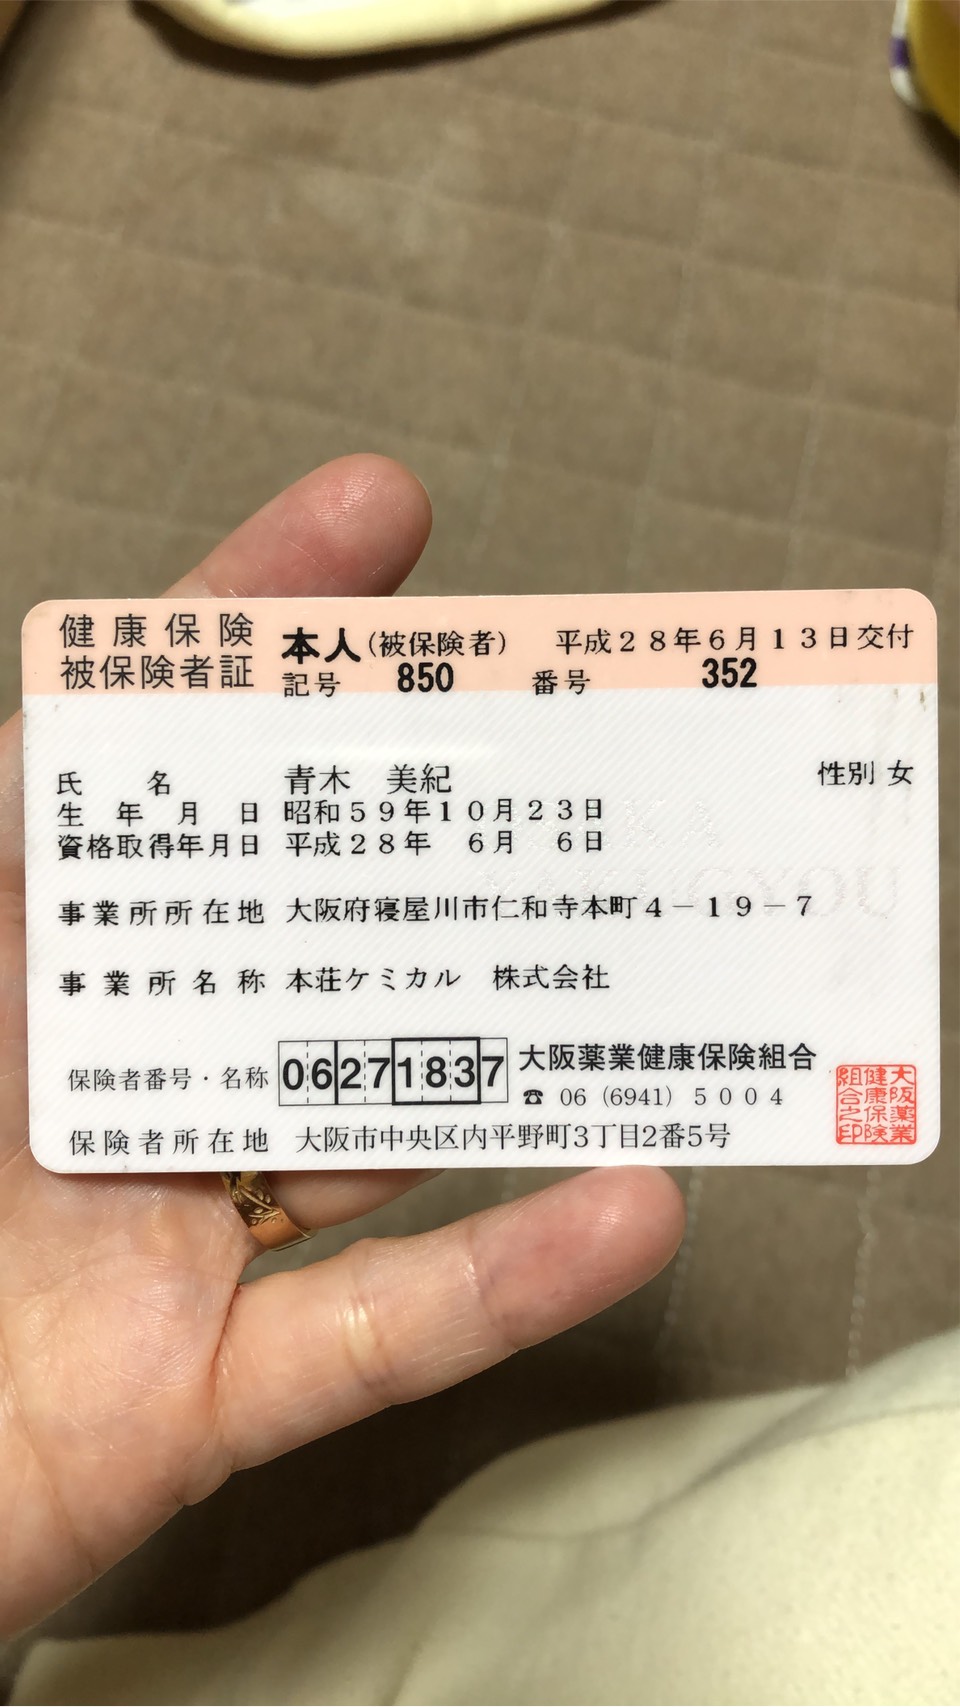 健康保険
被保険者証
本人(被保険者) 平成28年6月13日交付
記号 850 番号 352
氏名 青木 美紀 性別 女
生年月日 昭和59年10月23日
資格取得年月日 平成28年 6月 6日
事業所所在地 大阪府寝屋川市仁和寺本町4-19-7
事業所名称 本荘ケミカル 株式会社
保険者番号・名称 06271837 大阪薬業健康保険組合
☎ 06 (6941) 5004
保険者所在地 大阪市中央区内平野町3丁目2番5号
大阪薬業
健康保険
組合之印